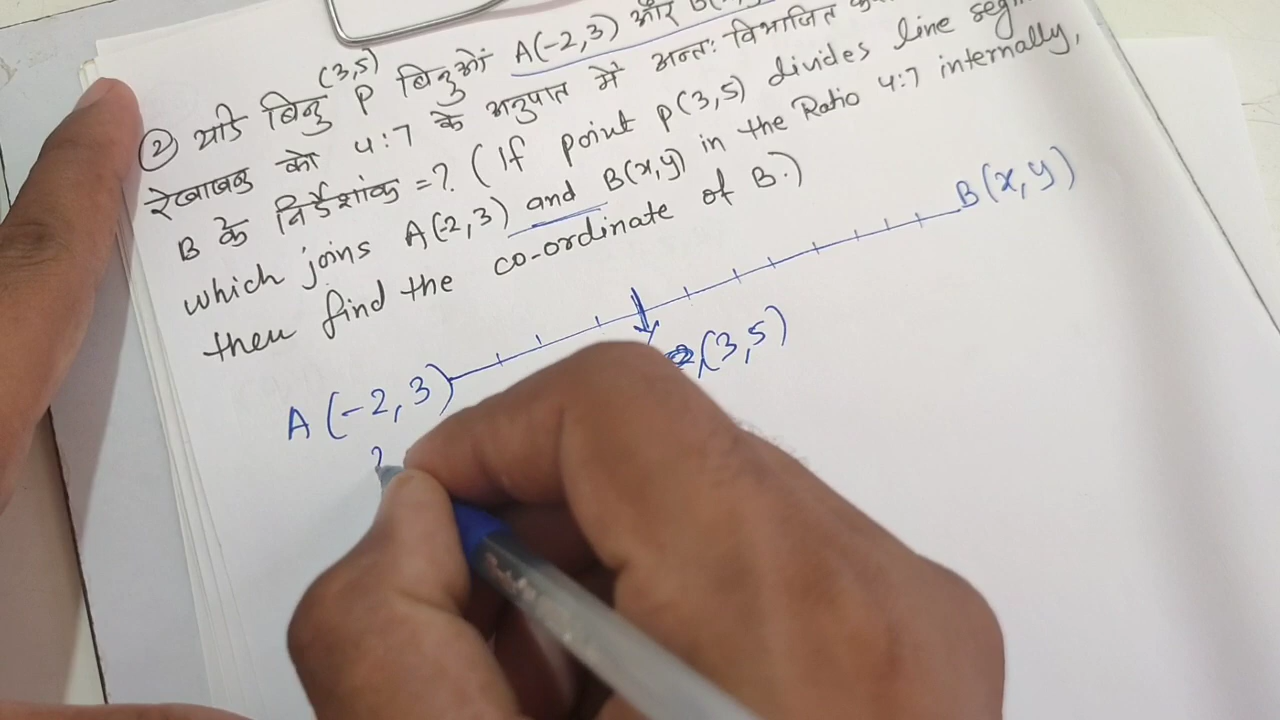 (3,5)
② यदि बिन्दु P बिन्दुओं A(-2,3) और
रेखाखण्ड को 4:7 के अनुपात में अन्तः विभाजित
B के निर्देशांक =? (If point P(3,5) divides line
which joins A(-2,3) and B(x,y) in the Ratio 4:7 internally,
then find the co-ordinate of B.)
B(x,y)
(3,5)
A(-2,3)